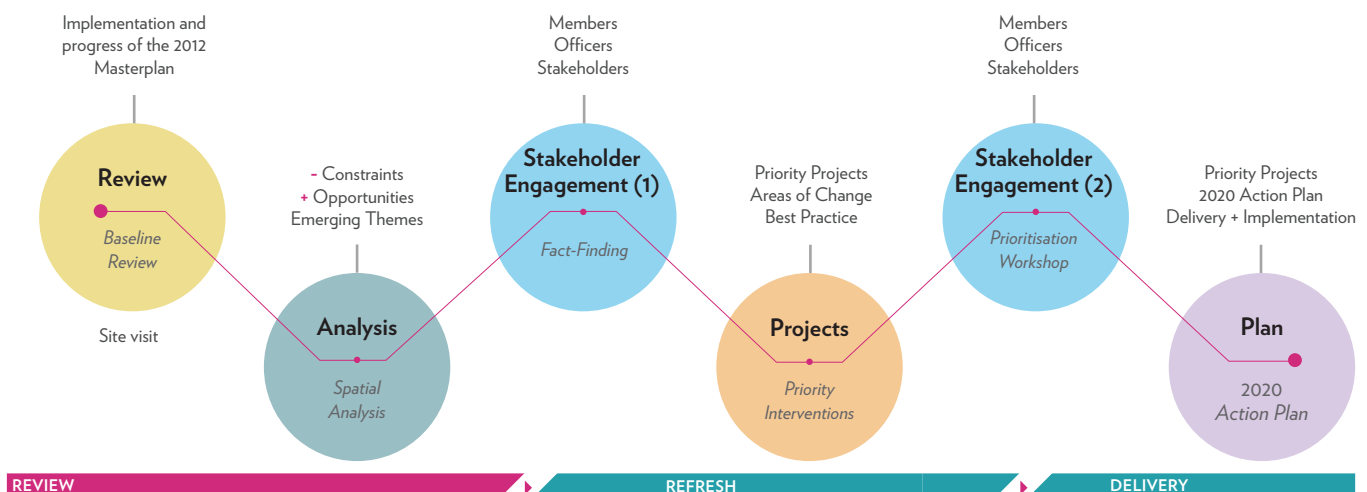 Implementation and
progress of the 2012
Masterplan
Review
Baseline
Review
Site visit
- Constraints
+ Opportunities
Emerging Themes
Analysis
Spatial
Analysis
Members
Officers
Stakeholders
Stakeholder
Engagement (1)
Fact-Finding
Priority Projects
Areas of Change
Best Practice
Projects
Priority
Interventions
Members
Officers
Stakeholders
Stakeholder
Engagement (2)
Prioritisation
Workshop
Priority Projects
2020 Action Plan
Delivery + Implementation
Plan
2020
Action Plan
REVIEW
REFRESH
DELIVERY